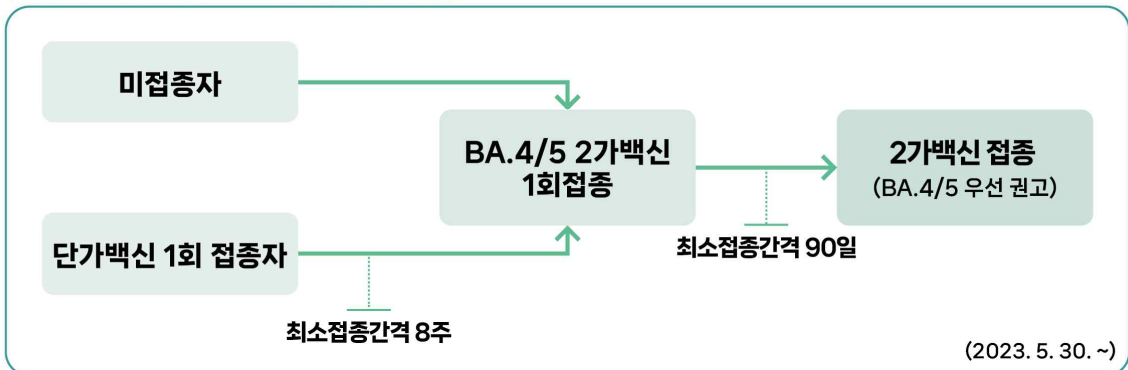 미접종자
BA.4/5 2가백신
1회접종
2가백신 접종
(BA.4/5 우선 권고)
단가백신 1회 접종자
최소접종간격 90일
최소접종간격 8주
(2023. 5. 30. ~)